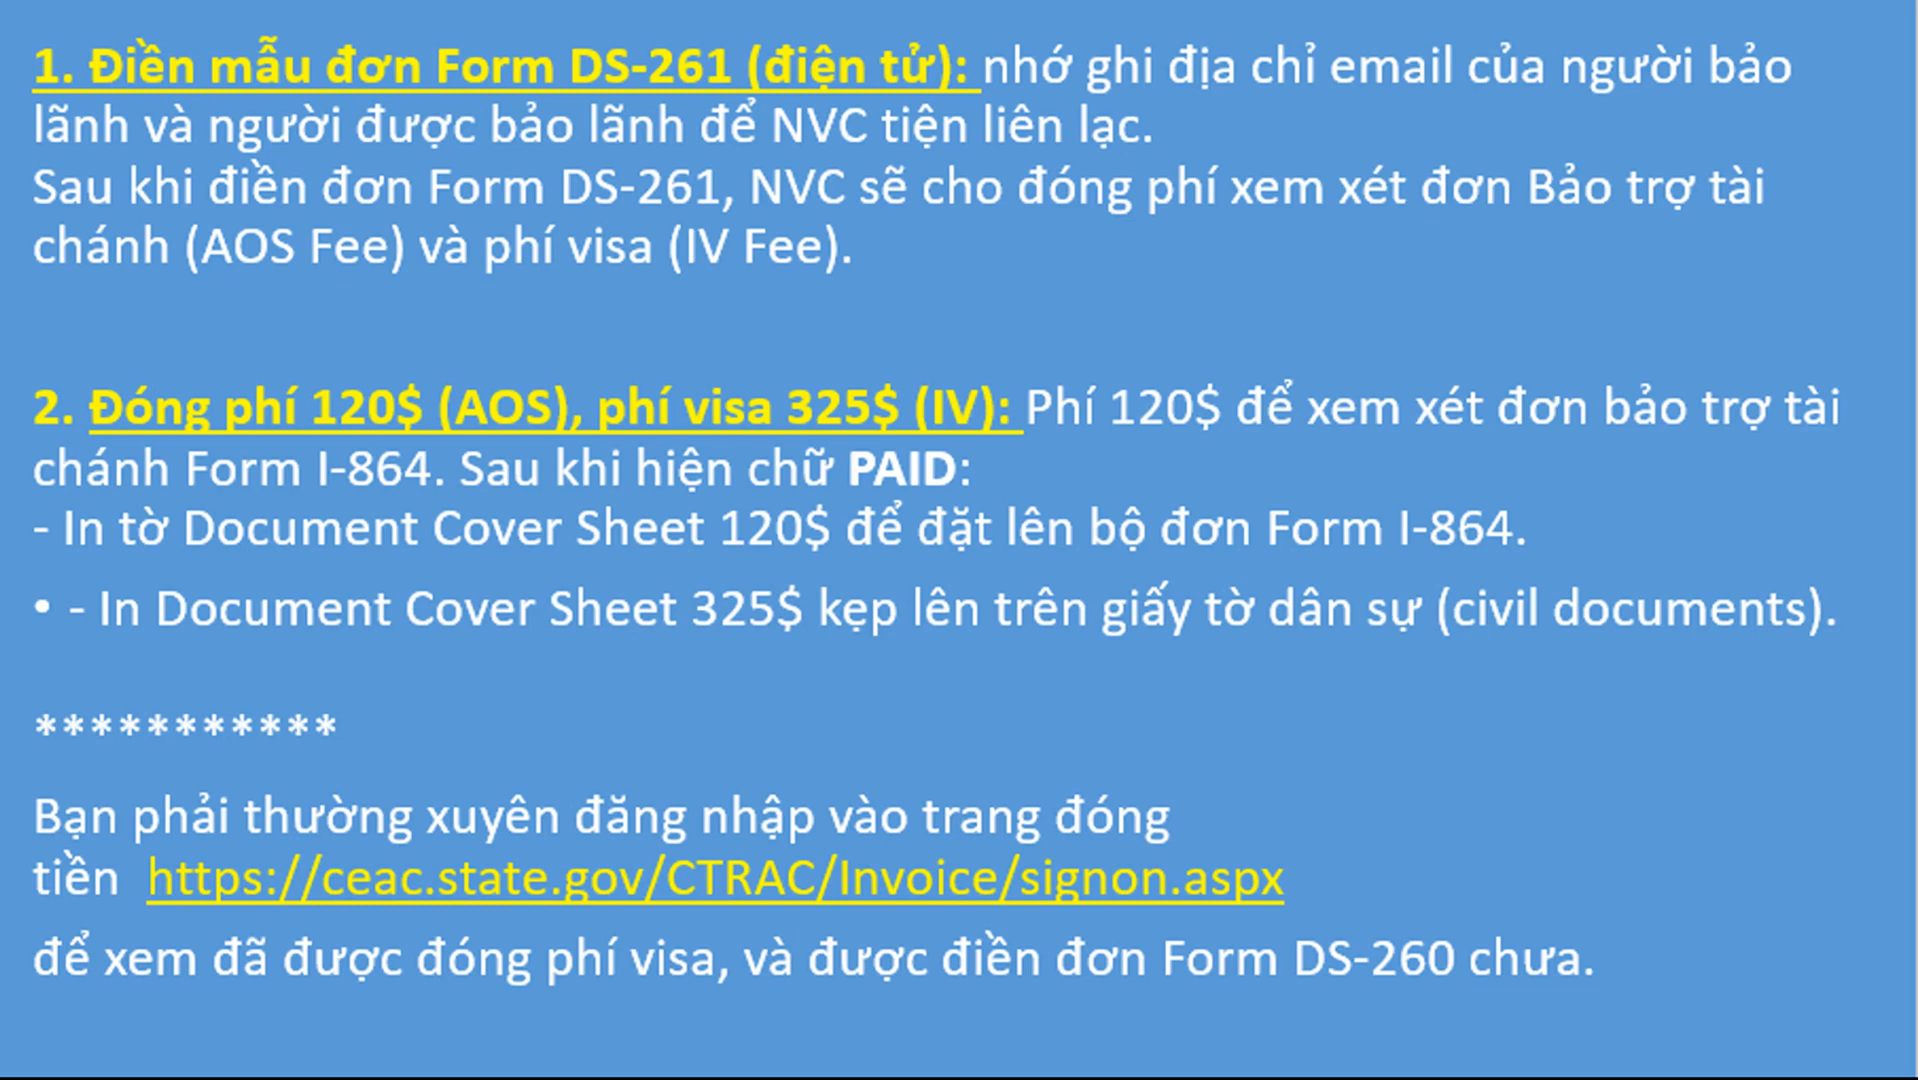 1. Điền mẫu đơn Form DS-261 (điện tử): nhớ ghi địa chỉ email của người bảo
lãnh và người được bảo lãnh để NVC tiện liên lạc.
Sau khi điền đơn Form DS-261, NVC sẽ cho đóng phí xem xét đơn Bảo trợ tài
chánh (AOS Fee) và phí visa (IV Fee).
2. Đóng phí 120$ (AOS), phí visa 325$ (IV): Phí 120$ để xem xét đơn bảo trợ tài
chánh Form I-864. Sau khi hiện chữ PAID:
- In tờ Document Cover Sheet 120$ để đặt lên bộ đơn Form I-864.
• - In Document Cover Sheet 325$ kẹp lên trên giấy tờ dân sự (civil documents).
***********
Bạn phải thường xuyên đăng nhập vào trang đóng
tiền https://ceac.state.gov/CTRAC/Invoice/signon.aspx
để xem đã được đóng phí visa, và được điền đơn Form DS-260 chưa.